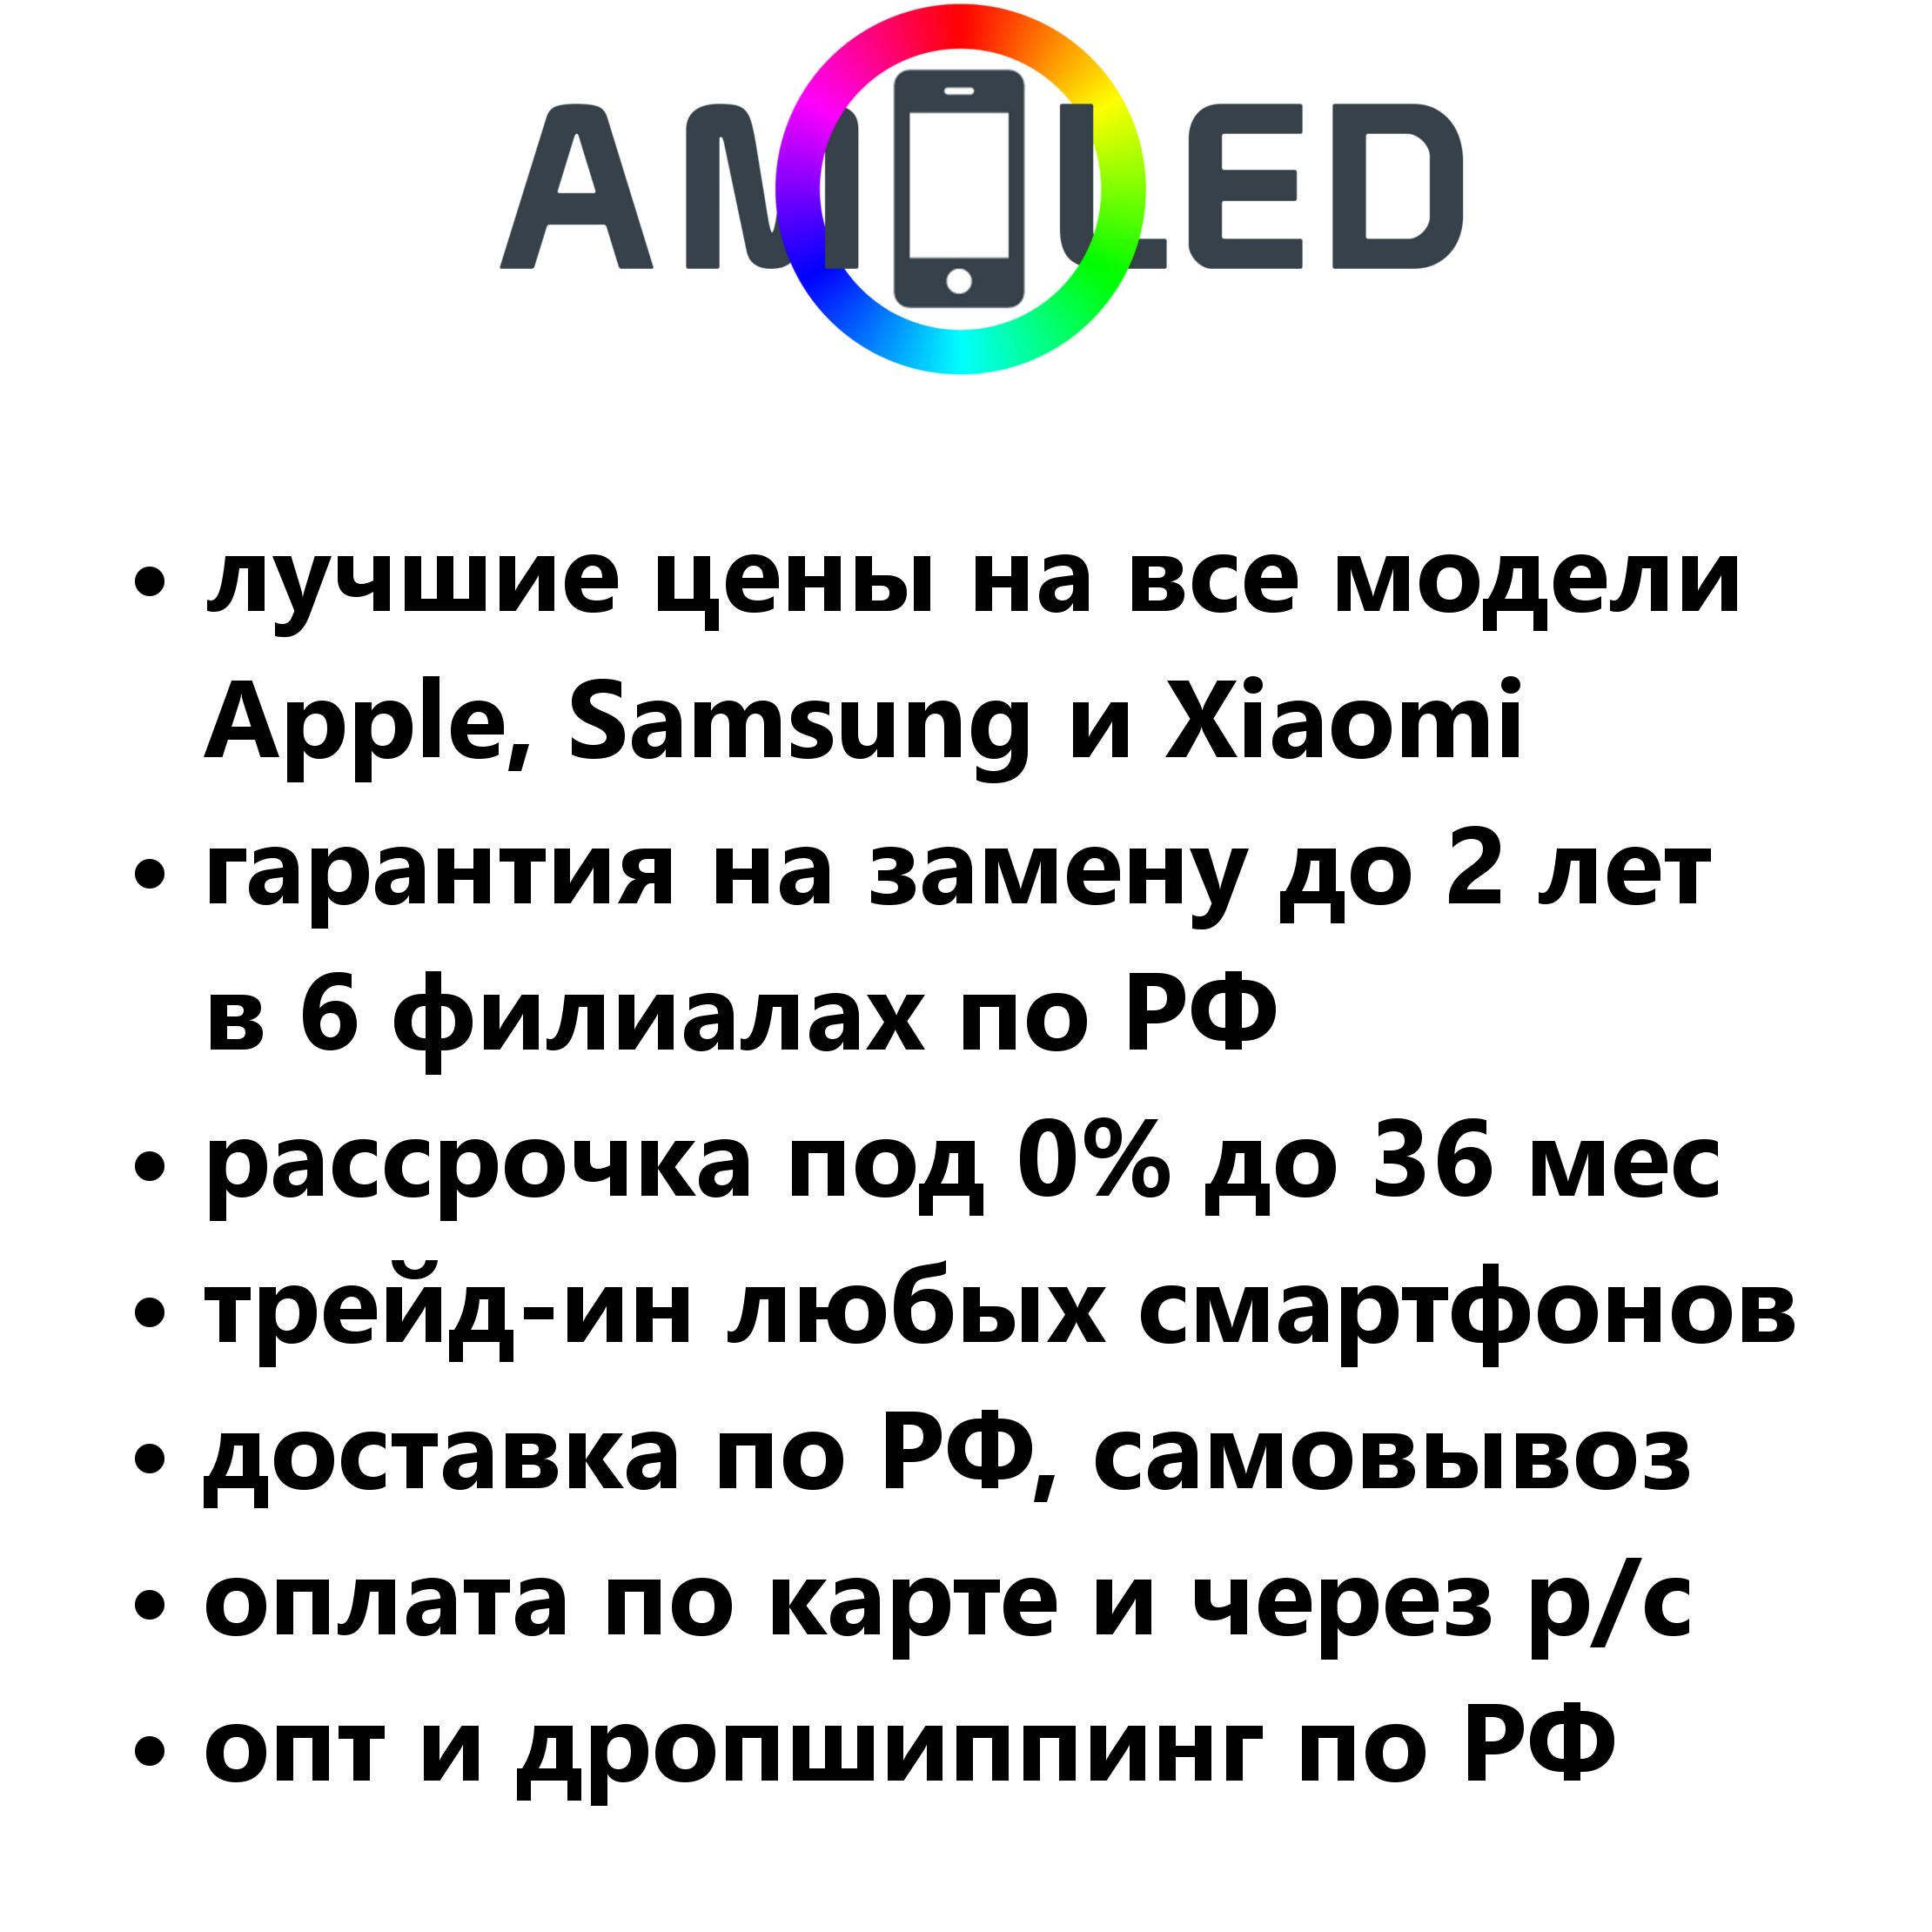 AMOLED
• лучшие цены на все модели
Apple, Samsung и Xiaomi
• гарантия на замену до 2 лет
в 6 филиалах по РФ
• рассрочка под 0% до 36 мес
• трейд-ин любых смартфонов
• доставка по РФ, самовывоз
• оплата по карте и через р/с
• опт и дропшиппинг по РФ